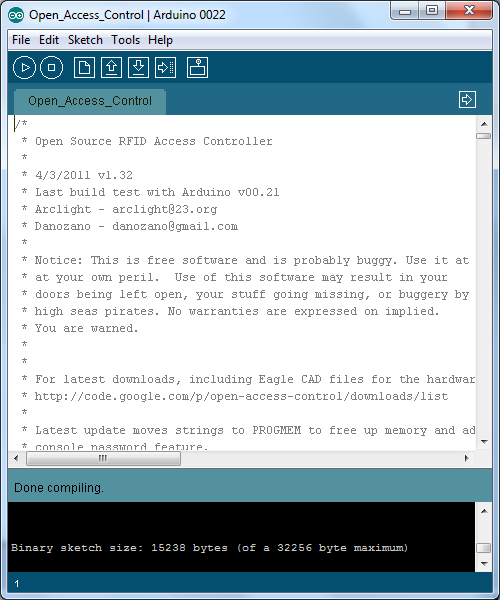 Open_Access_Control | Arduino 0022
File Edit Sketch Tools Help
Open_Access_Control
/*
* Open Source RFID Access Controller
*
* 4/3/2011 v1.32
* Last build test with Arduino v00.21
* Arclight - arclight@23.org
* Danozano - danozano@gmail.com
*
* Notice: This is free software and is probably buggy. Use it at
* at your own peril.  Use of this software may result in your
* doors being left open, your stuff going missing, or buggery by
* high seas pirates. No warranties are expressed on implied.
* You are warned.
*
*
* For latest downloads, including Eagle CAD files for the hardwar
* http://code.google.com/p/open-access-control/downloads/list
*
* Latest update moves strings to PROGMEM to free up memory and ad
* console password feature.
Done compiling.
Binary sketch size: 15238 bytes (of a 32256 byte maximum)
1